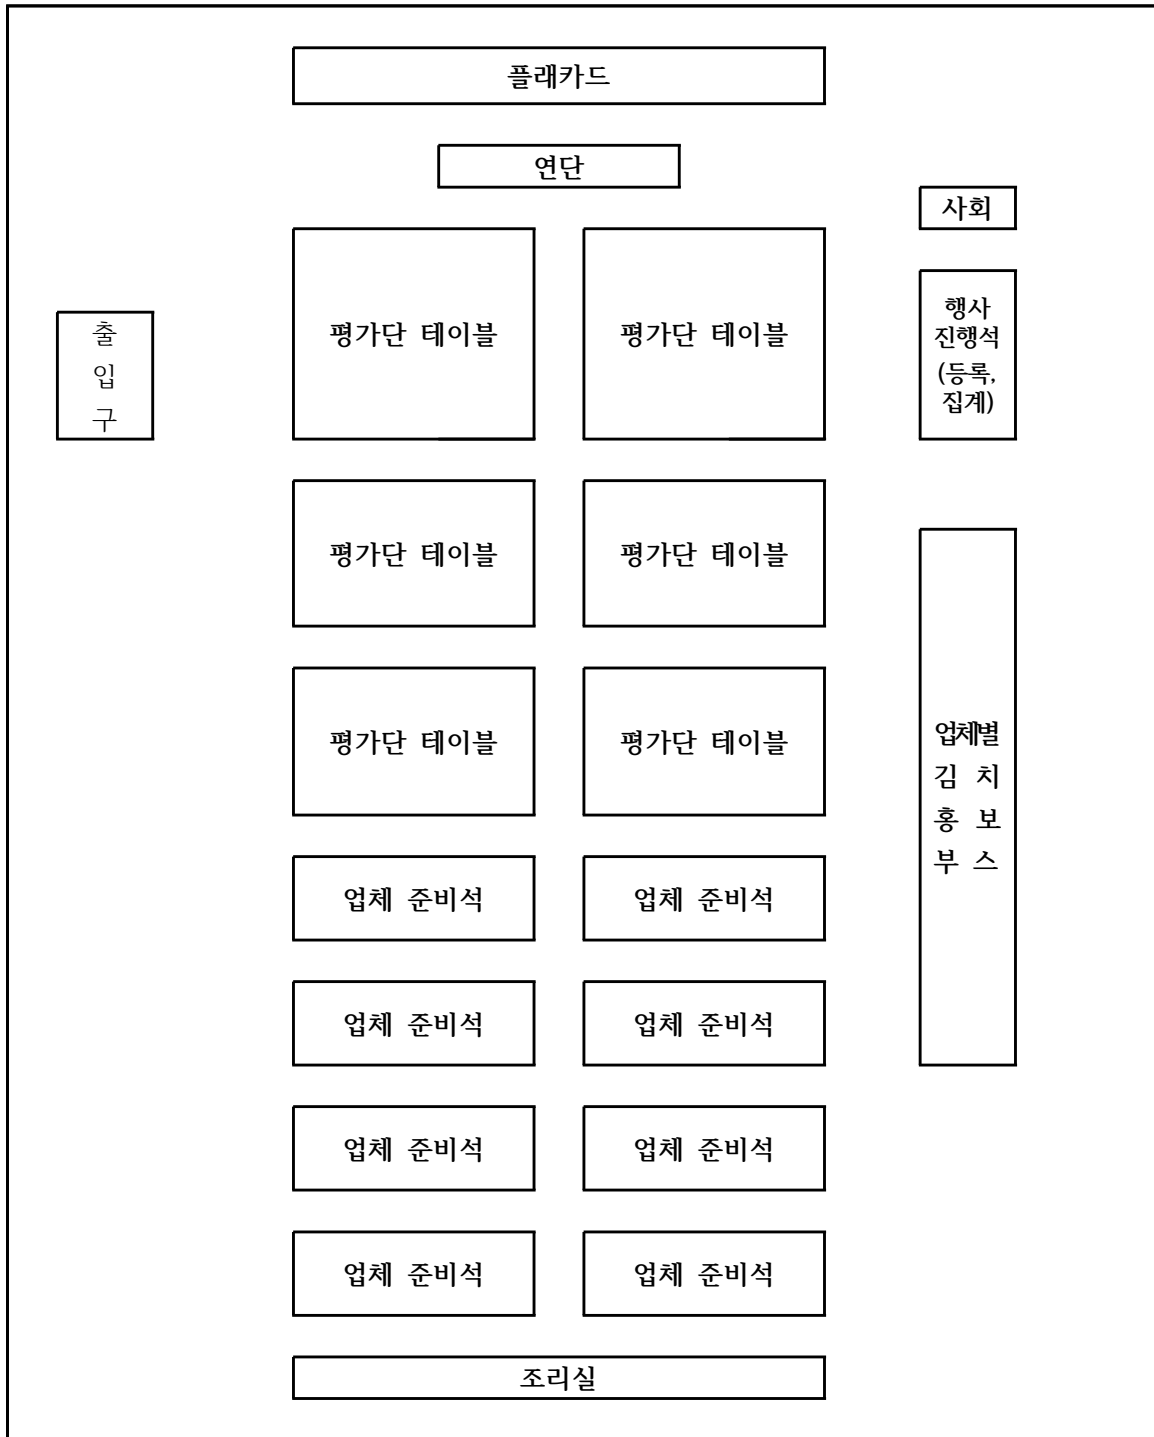 플래카드
연단
사회
평가단 테이블
평가단 테이블
행사
진행석
(등록,
집계)
출
입
구
평가단 테이블
평가단 테이블
평가단 테이블
평가단 테이블
업체별
김 치
홍 보
부 스
업체 준비석
업체 준비석
업체 준비석
업체 준비석
업체 준비석
업체 준비석
업체 준비석
업체 준비석
조리실